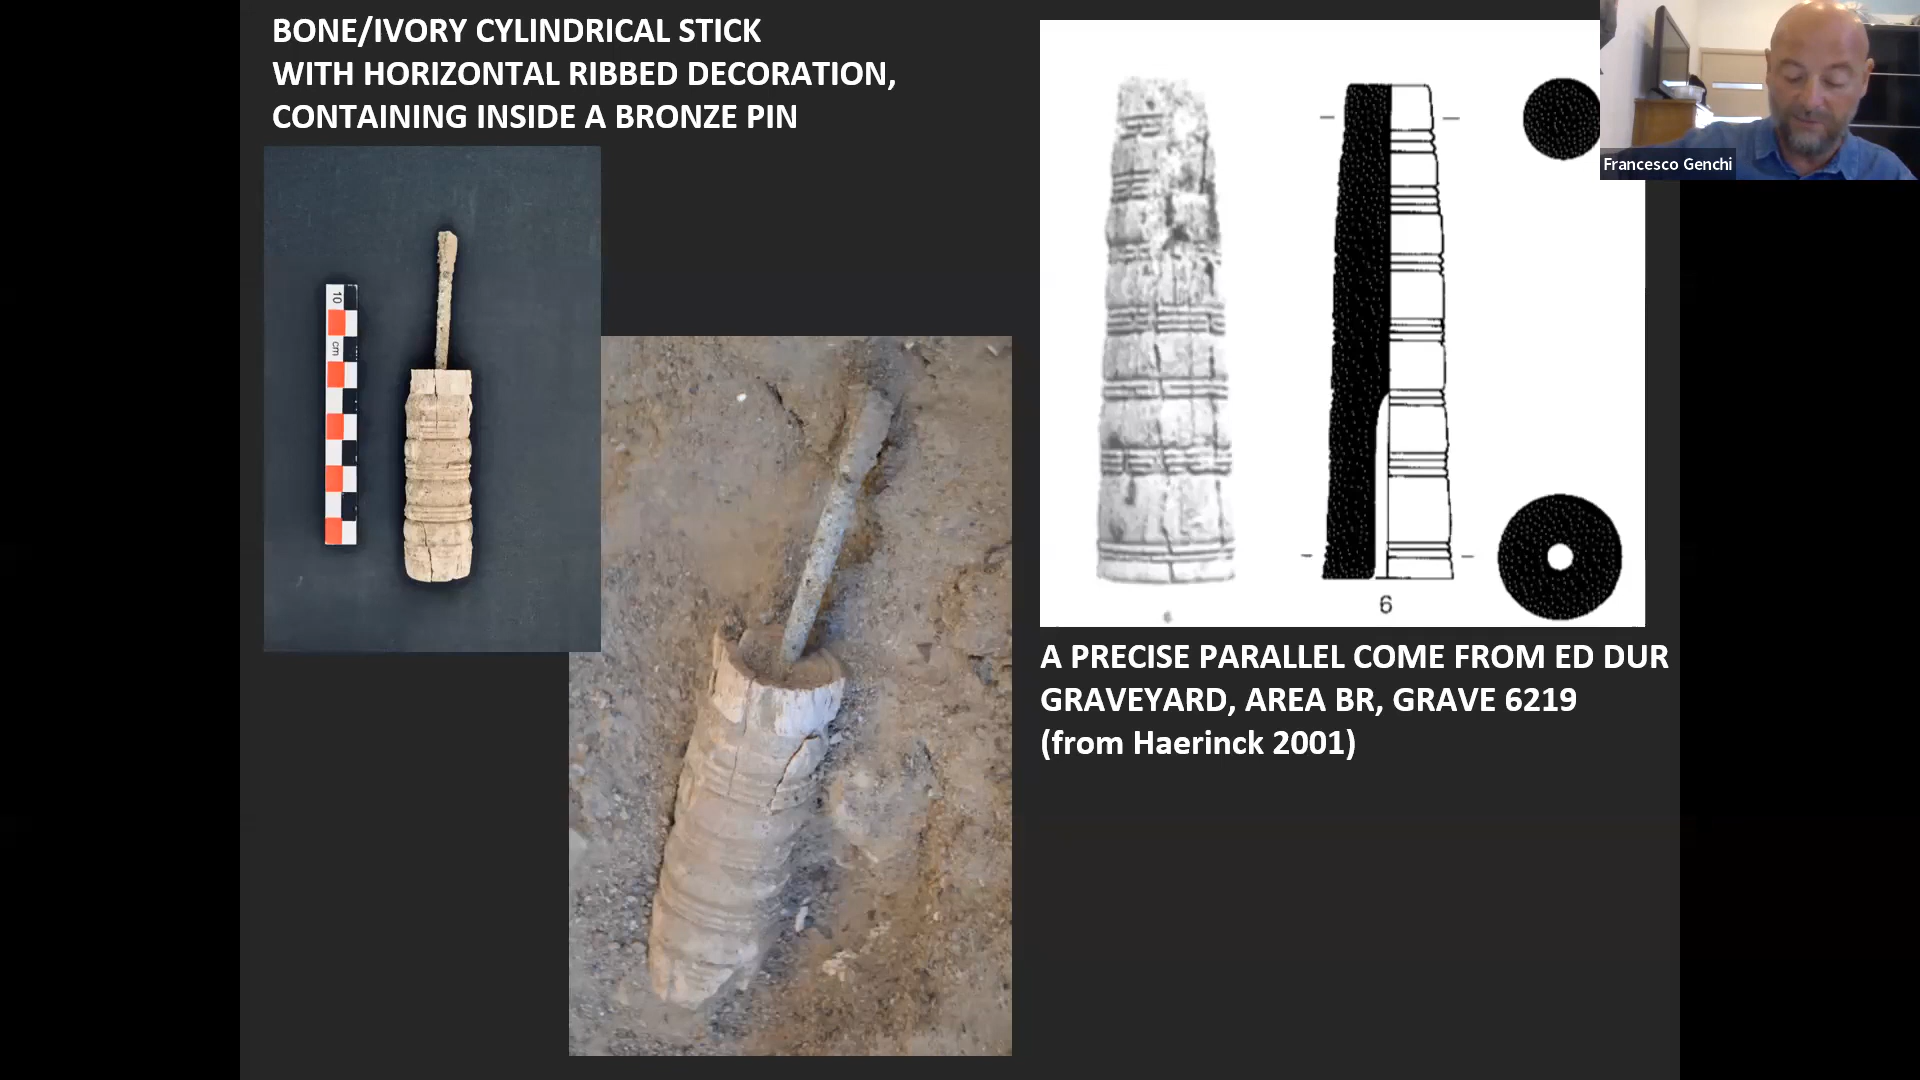 BONE/IVORY CYLINDRICAL STICK
WITH HORIZONTAL RIBBED DECORATION,
CONTAINING INSIDE A BRONZE PIN
10
cm
6
6
Francesco Genchi
A PRECISE PARALLEL COME FROM ED DUR
GRAVEYARD, AREA BR, GRAVE 6219
(from Haerinck 2001)